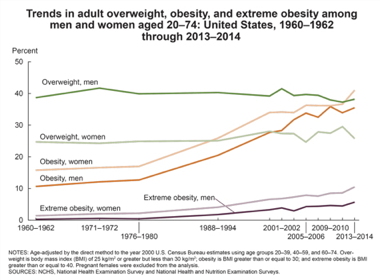 Trends in adult overweight, obesity, and extreme obesity among
men and women aged 20–74: United States, 1960–1962
through 2013–2014
Percent
50
Overweight, men
40
30
Overweight, women
20
Obesity, women
Obesity, men
10
Extreme obesity, men
Extreme obesity, women
0
1960–1962
1971–1972
1976–1980
1988–1994
2001–2002
2005–2006
2009–2010
2013–2014
NOTES: Age-adjusted by the direct method to the year 2000 U.S. Census Bureau estimates using age groups 20–39, 40–59, and 60–74. Over-
weight is body mass index (BMI) of 25 kg/m² or greater but less than 30 kg/m²; obesity is BMI greater than or equal to 30; and extreme obesity is BMI
greater than or equal to 40. Pregnant females were excluded from the analysis.
SOURCES: NCHS, National Health Examination Survey and National Health and Nutrition Examination Surveys.